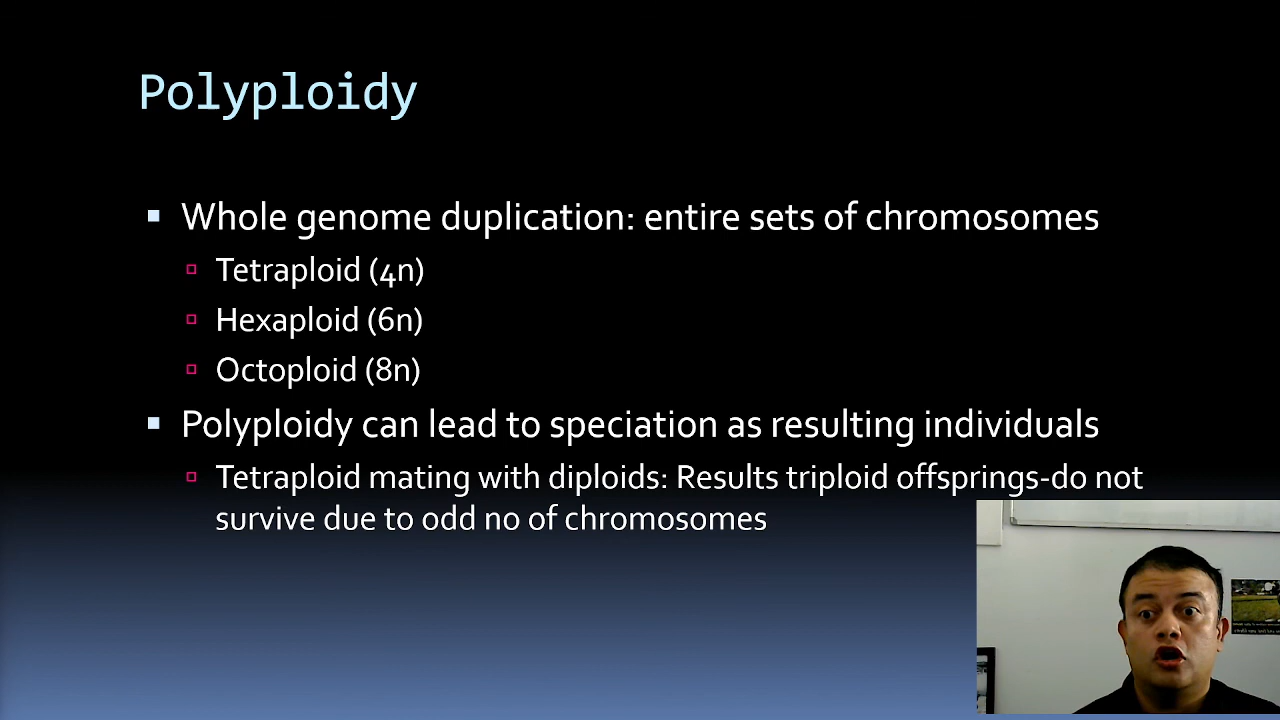 Polyploidy
Whole genome duplication: entire sets of chromosomes
Tetraploid (4n)
Hexaploid (6n)
Octoploid (8n)
Polyploidy can lead to speciation as resulting individuals
Tetraploid mating with diploids: Results triploid offsprings-do not
survive due to odd no of chromosomes